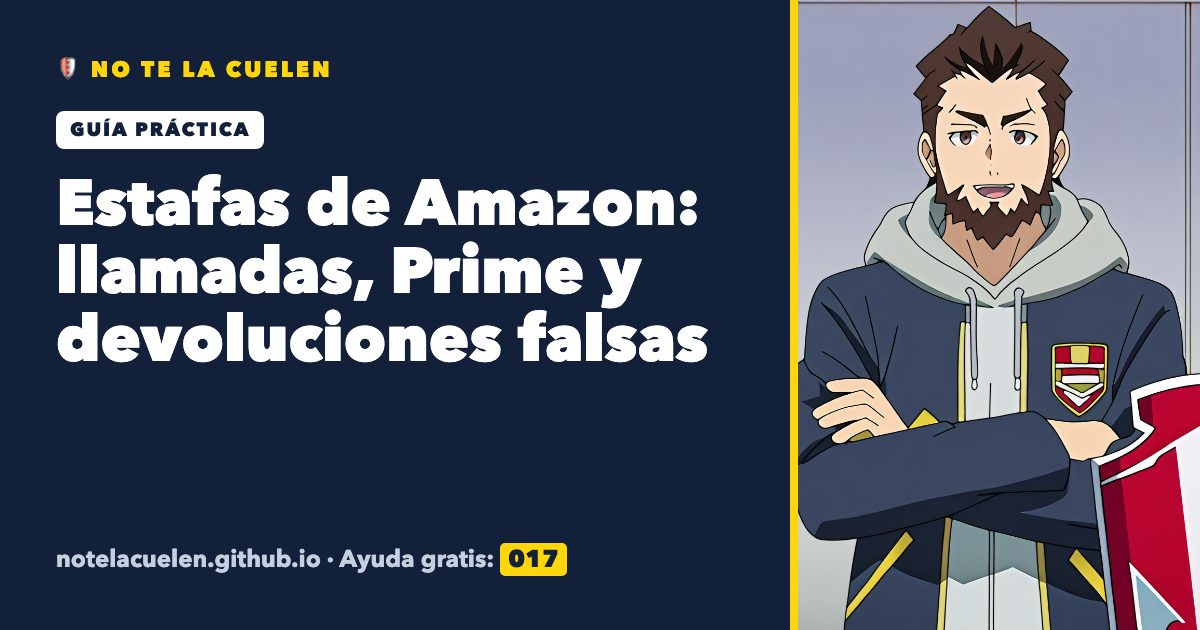 NO TE LA CUELEN
GUÍA PRÁCTICA
Estafas de Amazon:
llamadas, Prime y
devoluciones falsas
notelacuelen.github.io · Ayuda gratis: 017